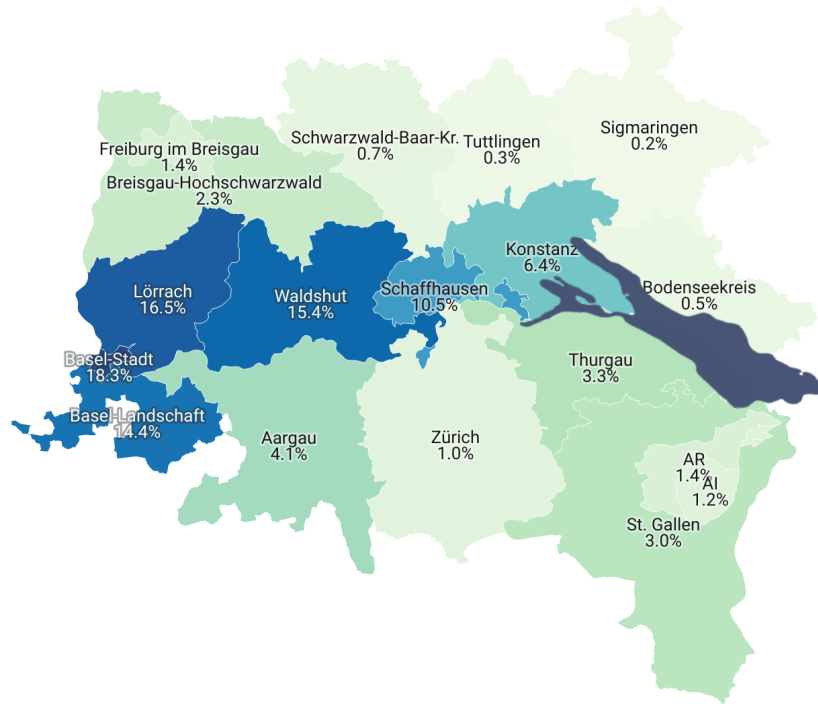 Freiburg im Breisgau
1.4%
Breisgau-Hochschwarzwald
2.3%
Schwarzwald-Baar-Kr.
0.7%
Tuttlingen
0.3%
Sigmaringen
0.2%
Konstanz
6.4%
Lörrach
16.5%
Waldshut
15.4%
Schaffhausen
10.5%
Bodenseekreis
0.5%
Basel-Stadt
18.3%
Thurgau
3.3%
Basel-Landschaft
14.4%
Aargau
4.1%
Zürich
1.0%
AR
1.4%
AI
1.2%
St. Gallen
3.0%